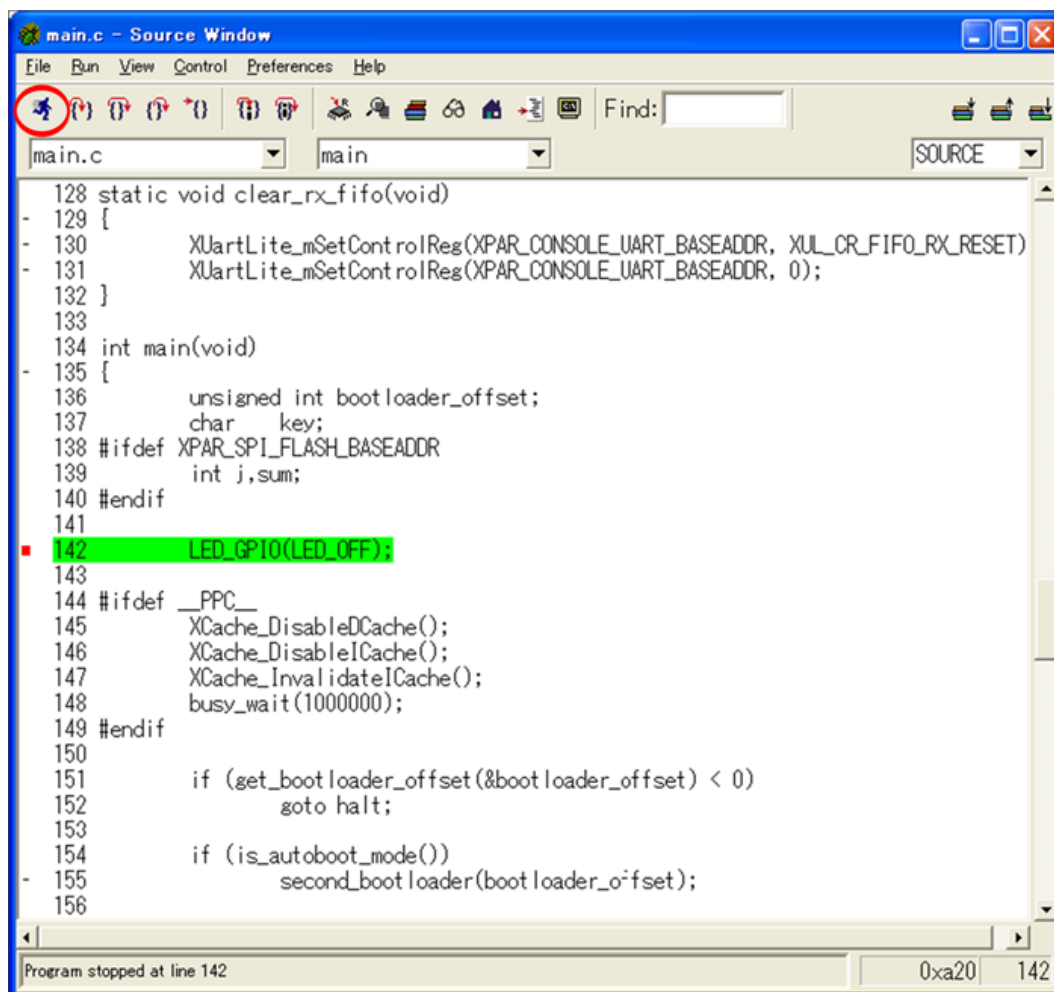 main.c - Source Window
File Run View Control Preferences Help
Find:
main.c main SOURCE
128 static void clear_rx_fifo(void)
- 129 {
- 130 XUartLite_mSetControlReg(XPAR_CONSOLE_UART_BASEADDR, XUL_CR_FIFO_RX_RESET)
- 131 XUartLite_mSetControlReg(XPAR_CONSOLE_UART_BASEADDR, 0);
132 }
133
134 int main(void)
- 135 {
136 unsigned int bootloader_offset;
137 char key;
138 #ifdef XPAR_SPI_FLASH_BASEADDR
139 int j,sum;
140 #endif
141
142 LED_GPIO(LED_OFF);
143
144 #ifdef __PPC__
145 XCache_DisableDCache();
146 XCache_DisableICache();
147 XCache_InvalidateICache();
148 busy_wait(1000000);
149 #endif
150
151 if (get_bootloader_offset(&bootloader_offset) < 0)
152 goto halt;
153
154 if (is_autoboot_mode())
- 155 second_bootloader(bootloader_offset);
156
Program stopped at line 142 0xa20 142